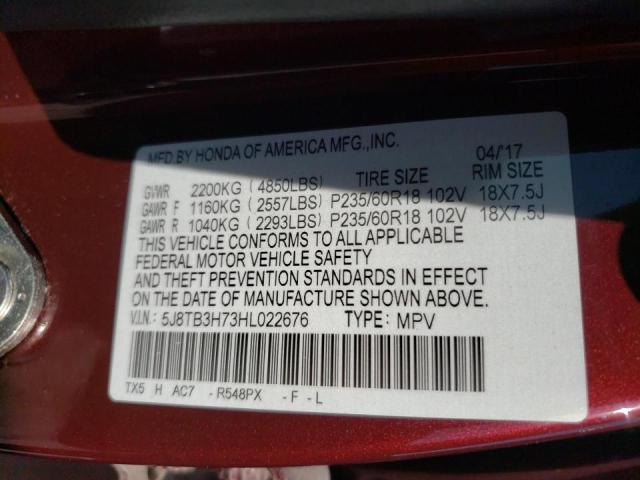 MFD.BY HONDA OF AMERICA MFG.,INC. 04/'17
GVWR 2200KG ( 4850LBS) TIRE SIZE RIM SIZE
GAWR F 1160KG ( 2557LBS) P235/60R18 102V 18X7.5J
GAWR R 1040KG ( 2293LBS) P235/60R18 102V 18X7.5J
THIS VEHICLE CONFORMS TO ALL APPLICABLE
FEDERAL MOTOR VEHICLE SAFETY
AND THEFT PREVENTION STANDARDS IN EFFECT
ON THE DATE OF MANUFACTURE SHOWN ABOVE.
V.I.N.: 5J8TB3H73HL022676 TYPE: MPV
TX5 H AC7 - R548PX - F - L